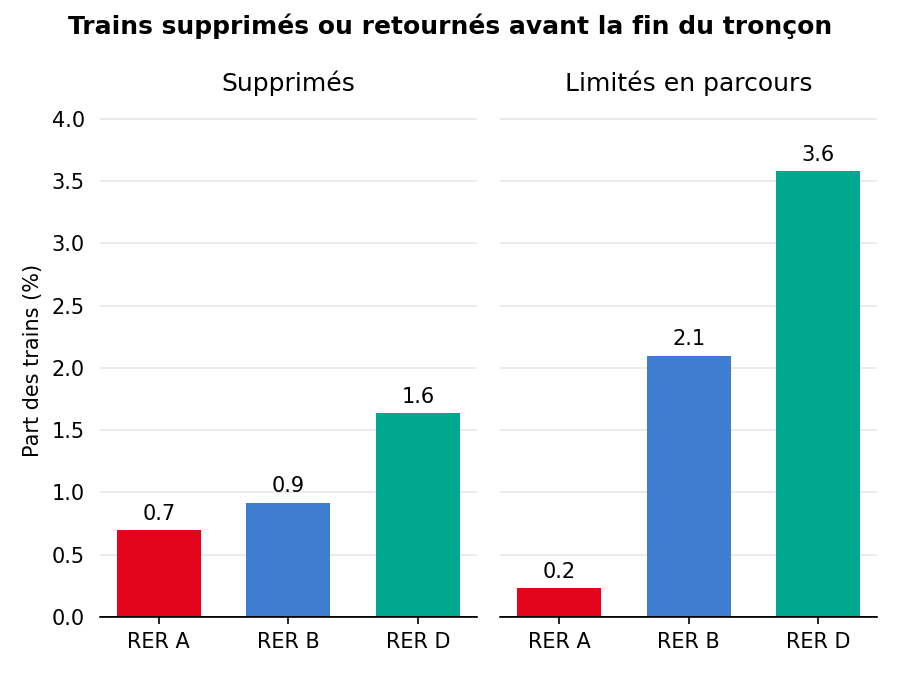 Trains supprimés ou retournés avant la fin du tronçon
Supprimés
Limités en parcours
Part des trains (%)
4.0
3.5
3.0
2.5
2.0
1.5
1.0
0.5
0.0
0.7
0.9
1.6
RER A
RER B
RER D
0.2
2.1
3.6
RER A
RER B
RER D